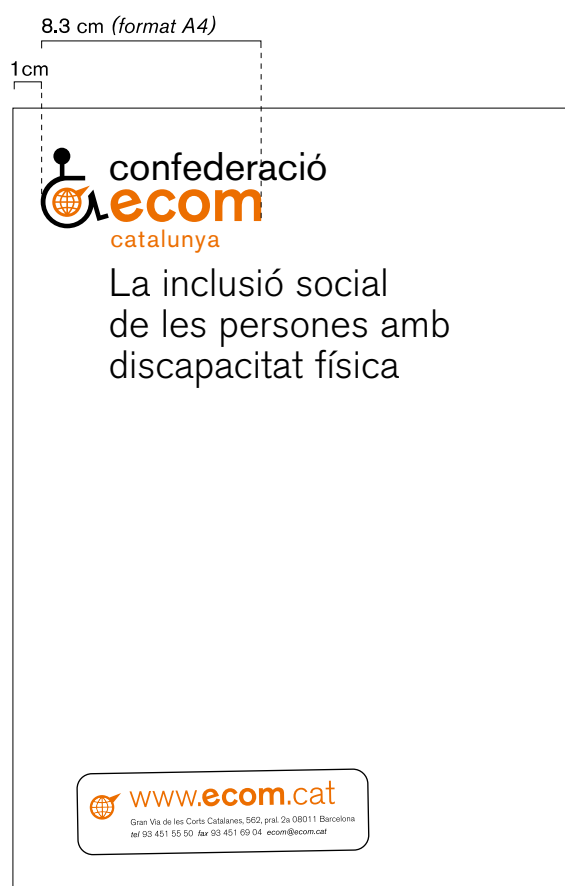 8.3 cm (format A4)
1cm
confederació
ecom
catalunya
La inclusió social
de les persones amb
discapacitat física
www.ecom.cat
Gran Via de les Corts Catalanes, 562, pral. 2a 08011 Barcelona
tel 93 451 55 50 fax 93 451 69 04 ecom@ecom.cat